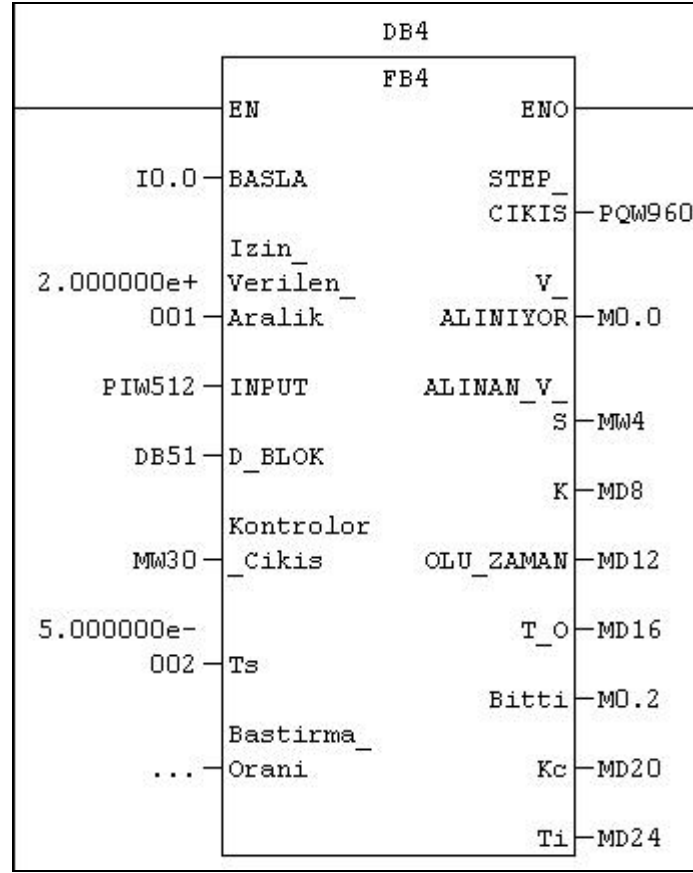 DB4
FB4
EN ENO
I0.0 BASLA STEP_
CIKIS PQW960
Izin_
2.000000e+ Verilen_ V_
001 Aralik ALINIYOR M0.0
PIW512 INPUT ALINAN_V_
S MW4
DB51 D_BLOK
K MD8
Kontrolor
MW30 _Cikis OLU_ZAMAN MD12
5.000000e- T_O MD16
002 Ts
Bitti M0.2
Bastirma_
... Orani Kc MD20
Ti MD24